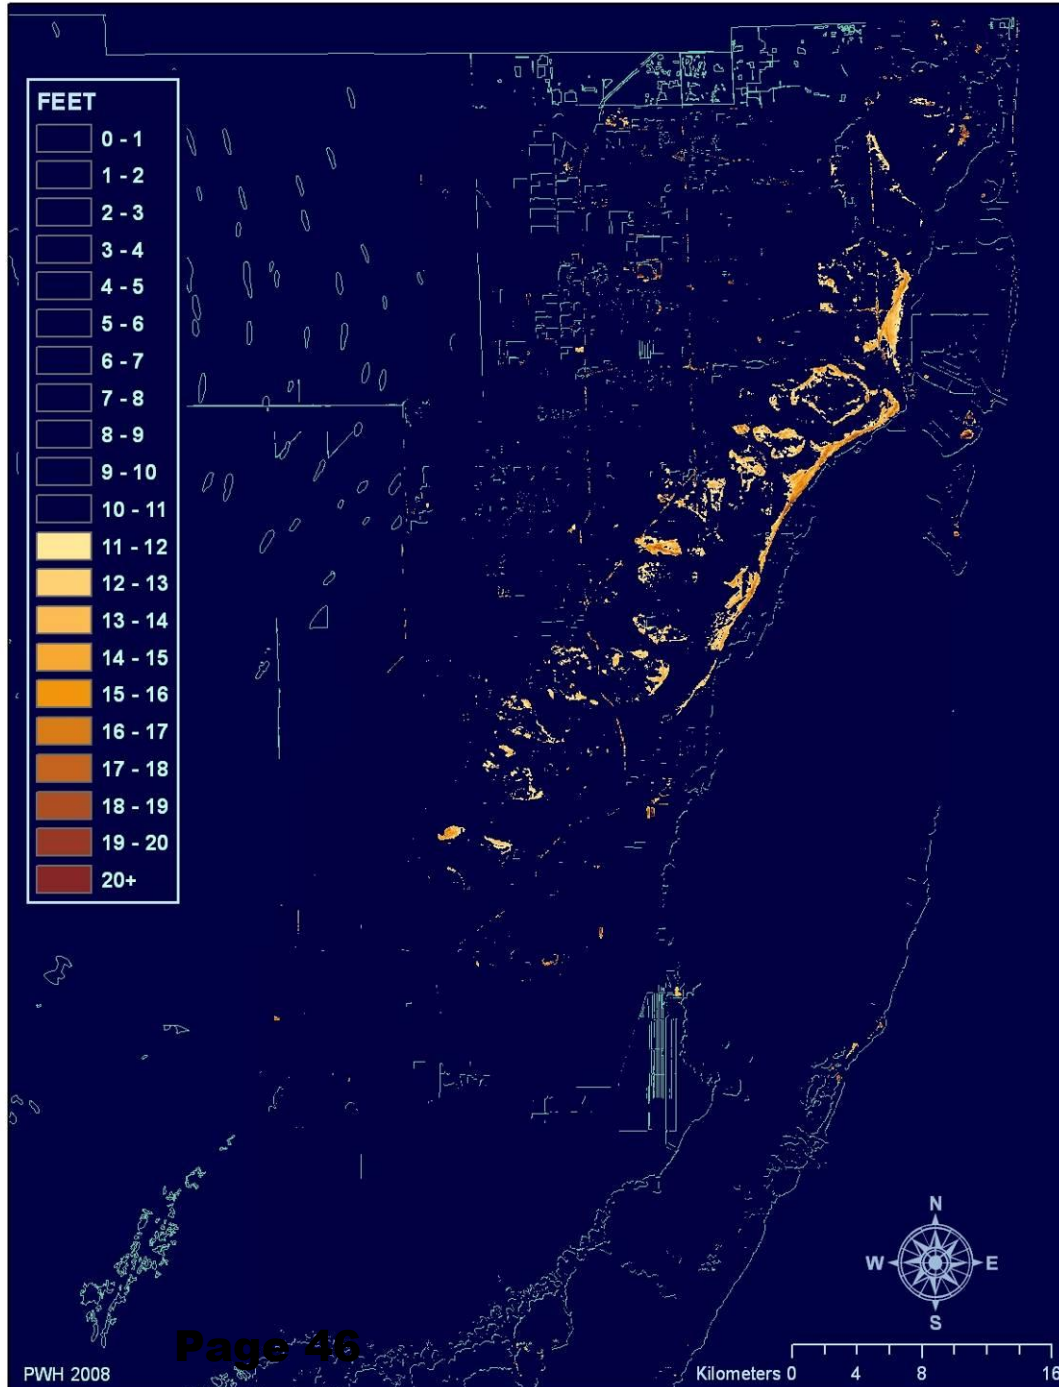 FEET
0 - 1
1 - 2
2 - 3
3 - 4
4 - 5
5 - 6
6 - 7
7 - 8
8 - 9
9 - 10
10 - 11
11 - 12
12 - 13
13 - 14
14 - 15
15 - 16
16 - 17
17 - 18
18 - 19
19 - 20
20+
N
W E
S
Page 46
PWH 2008
Kilometers 0 4 8 16